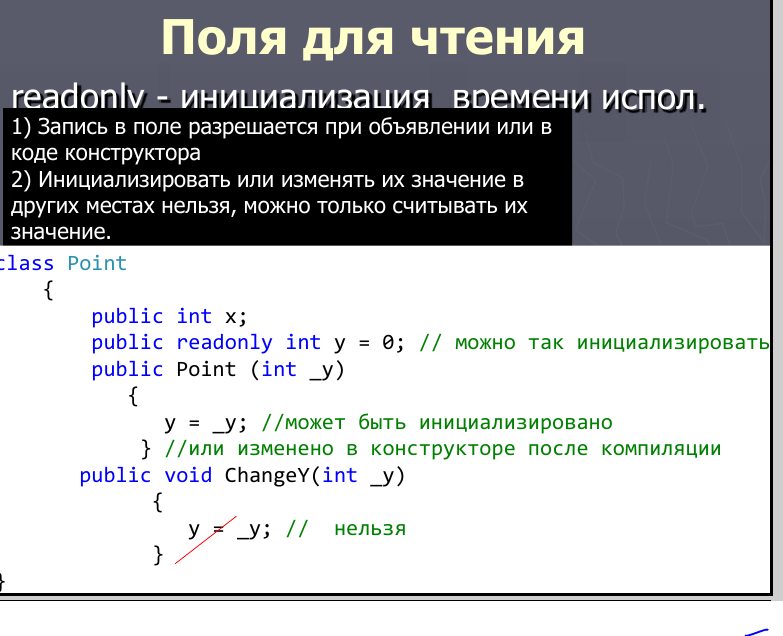 Поля для чтения
readonly - инициализация времени испол.
1) Запись в поле разрешается при объявлении или в
коде конструктора
2) Инициализировать или изменять их значение в
других местах нельзя, можно только считывать их
значение.
class Point
{
public int x;
public readonly int y = 0; // можно так инициализировать
public Point (int _y)
{
y = _y; //может быть инициализировано
} //или изменено в конструкторе после компиляции
public void ChangeY(int _y)
{
y = _y; // нельзя
}
}